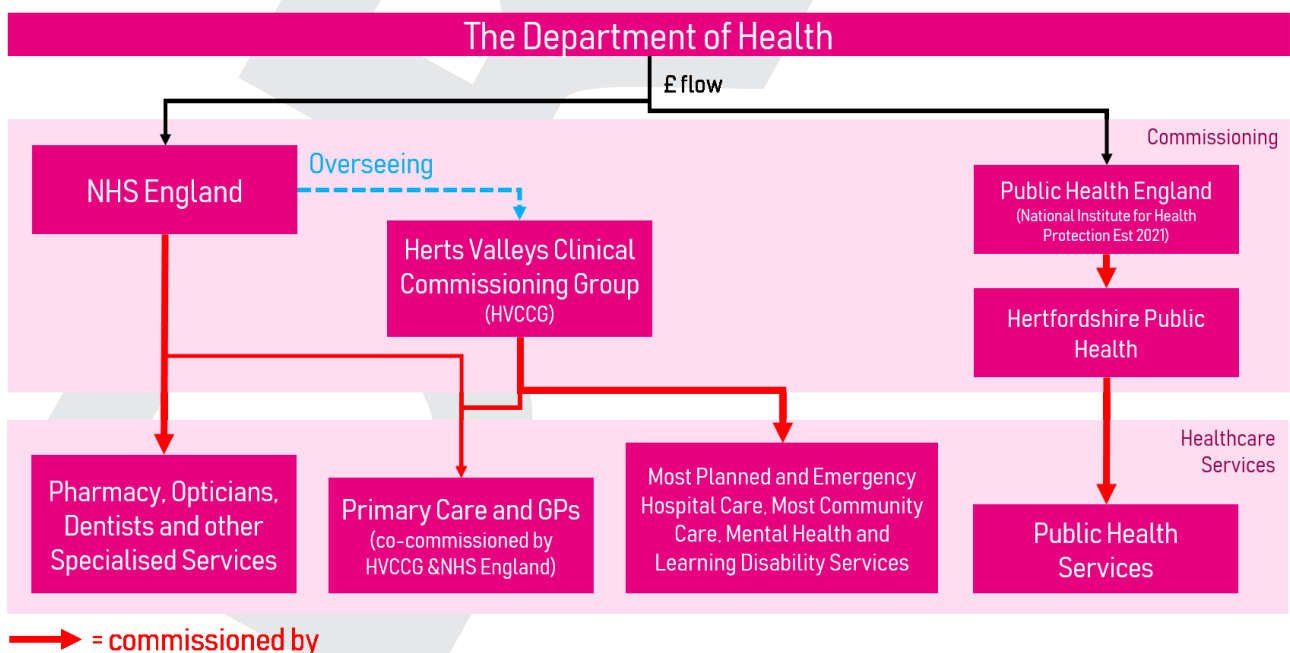 The Department of Health
£ flow
Commissioning
NHS England
Overseeing
Herts Valleys Clinical
Commissioning Group
(HVCCG)
Public Health England
(National Institute for Health
Protection Est 2021)
Hertfordshire Public
Health
Healthcare
Services
Pharmacy, Opticians,
Dentists and other
Specialised Services
Primary Care and GPs
(co-commissioned by
HVCCG &NHS England)
Most Planned and Emergency
Hospital Care, Most Community
Care, Mental Health and
Learning Disability Services
Public Health
Services
= commissioned by